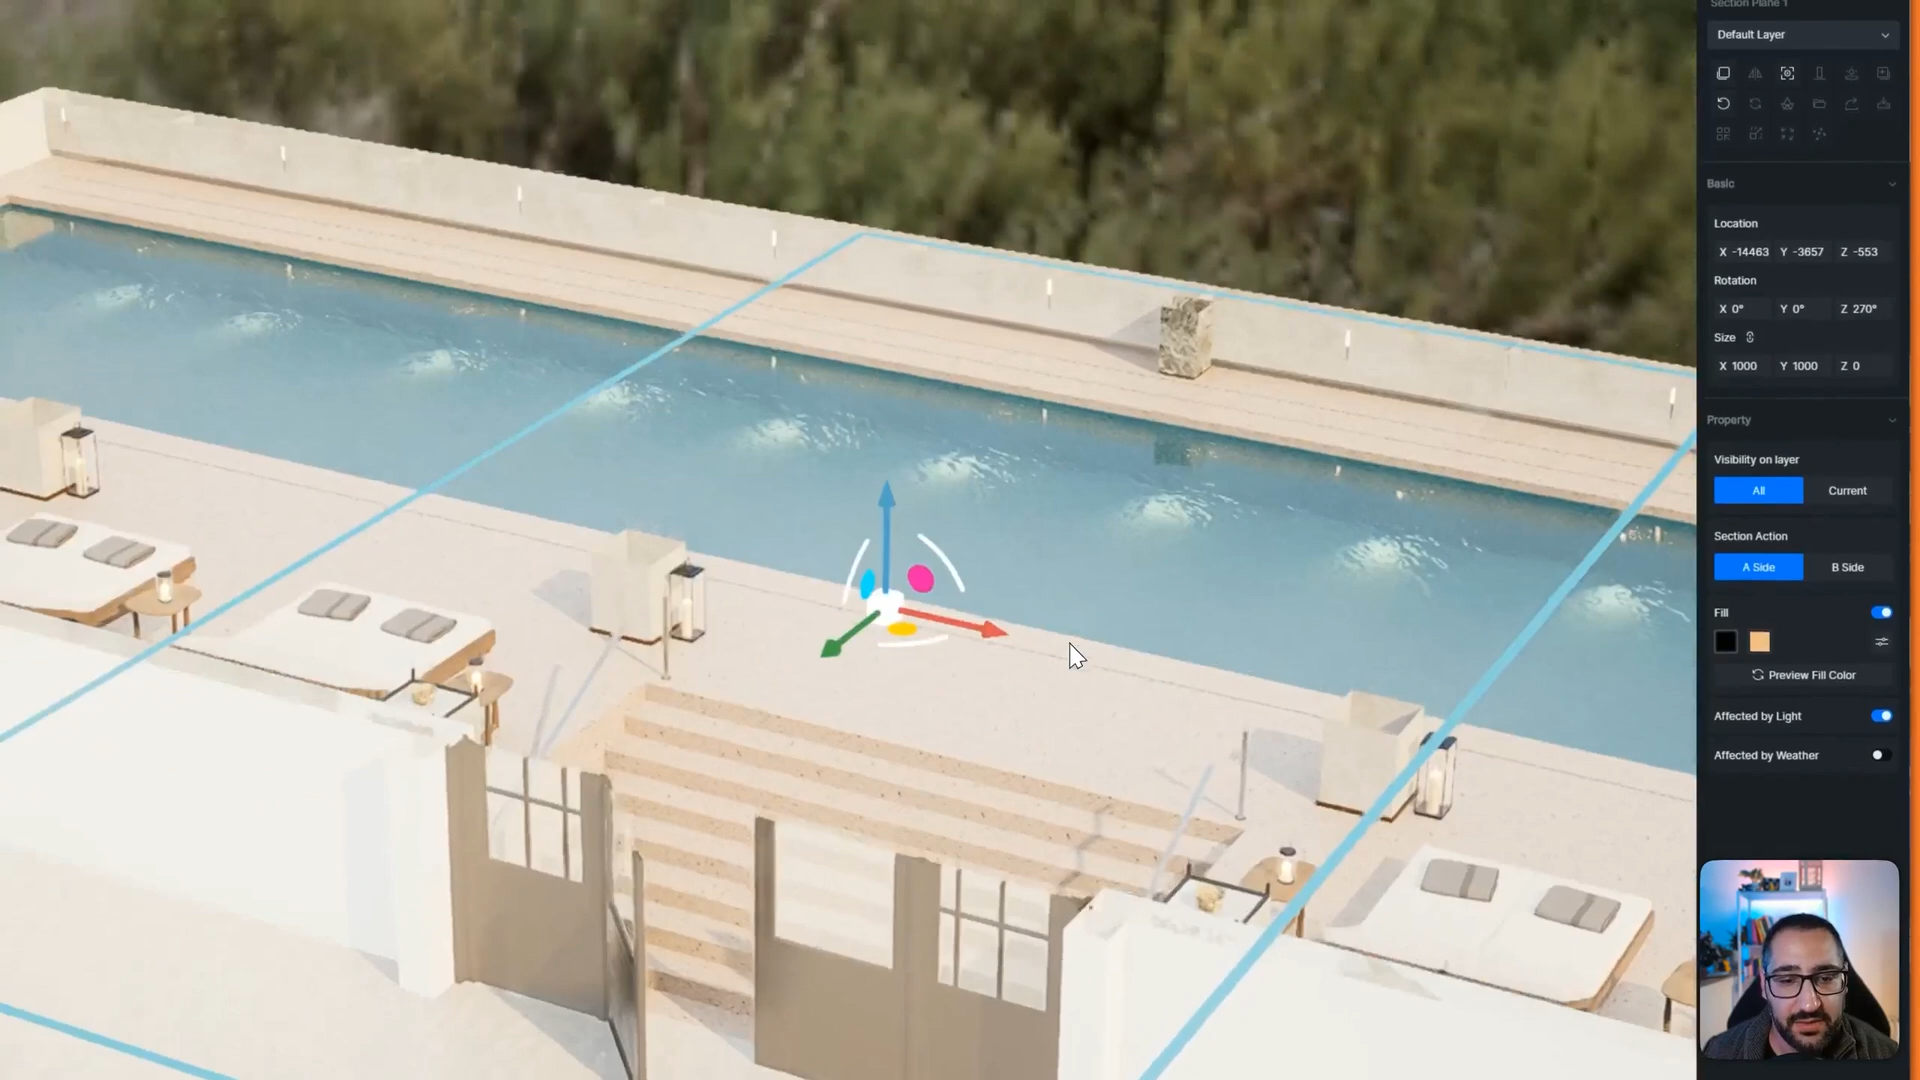 Section Plane 1
Default Layer
Basic
Location
X -14463 Y -3657 Z -553
Rotation
X 0° Y 0° Z 270°
Size
X 1000 Y 1000 Z 0
Property
Visibility on layer
All Current
Section Action
A Side B Side
Fill
Preview Fill Color
Affected by Light
Affected by Weather